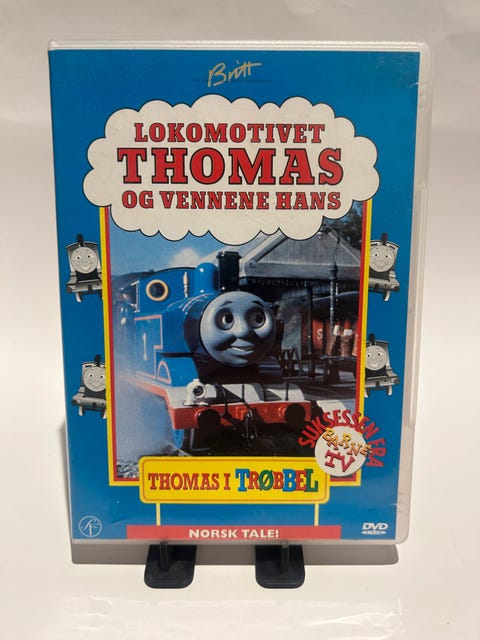 Britt
LOKOMOTIVET
THOMAS
OG VENNENE HANS
SUKSESSEN FRA
BARNE
TV
THOMAS I TRØBBEL
NORSK TALE!
DVD